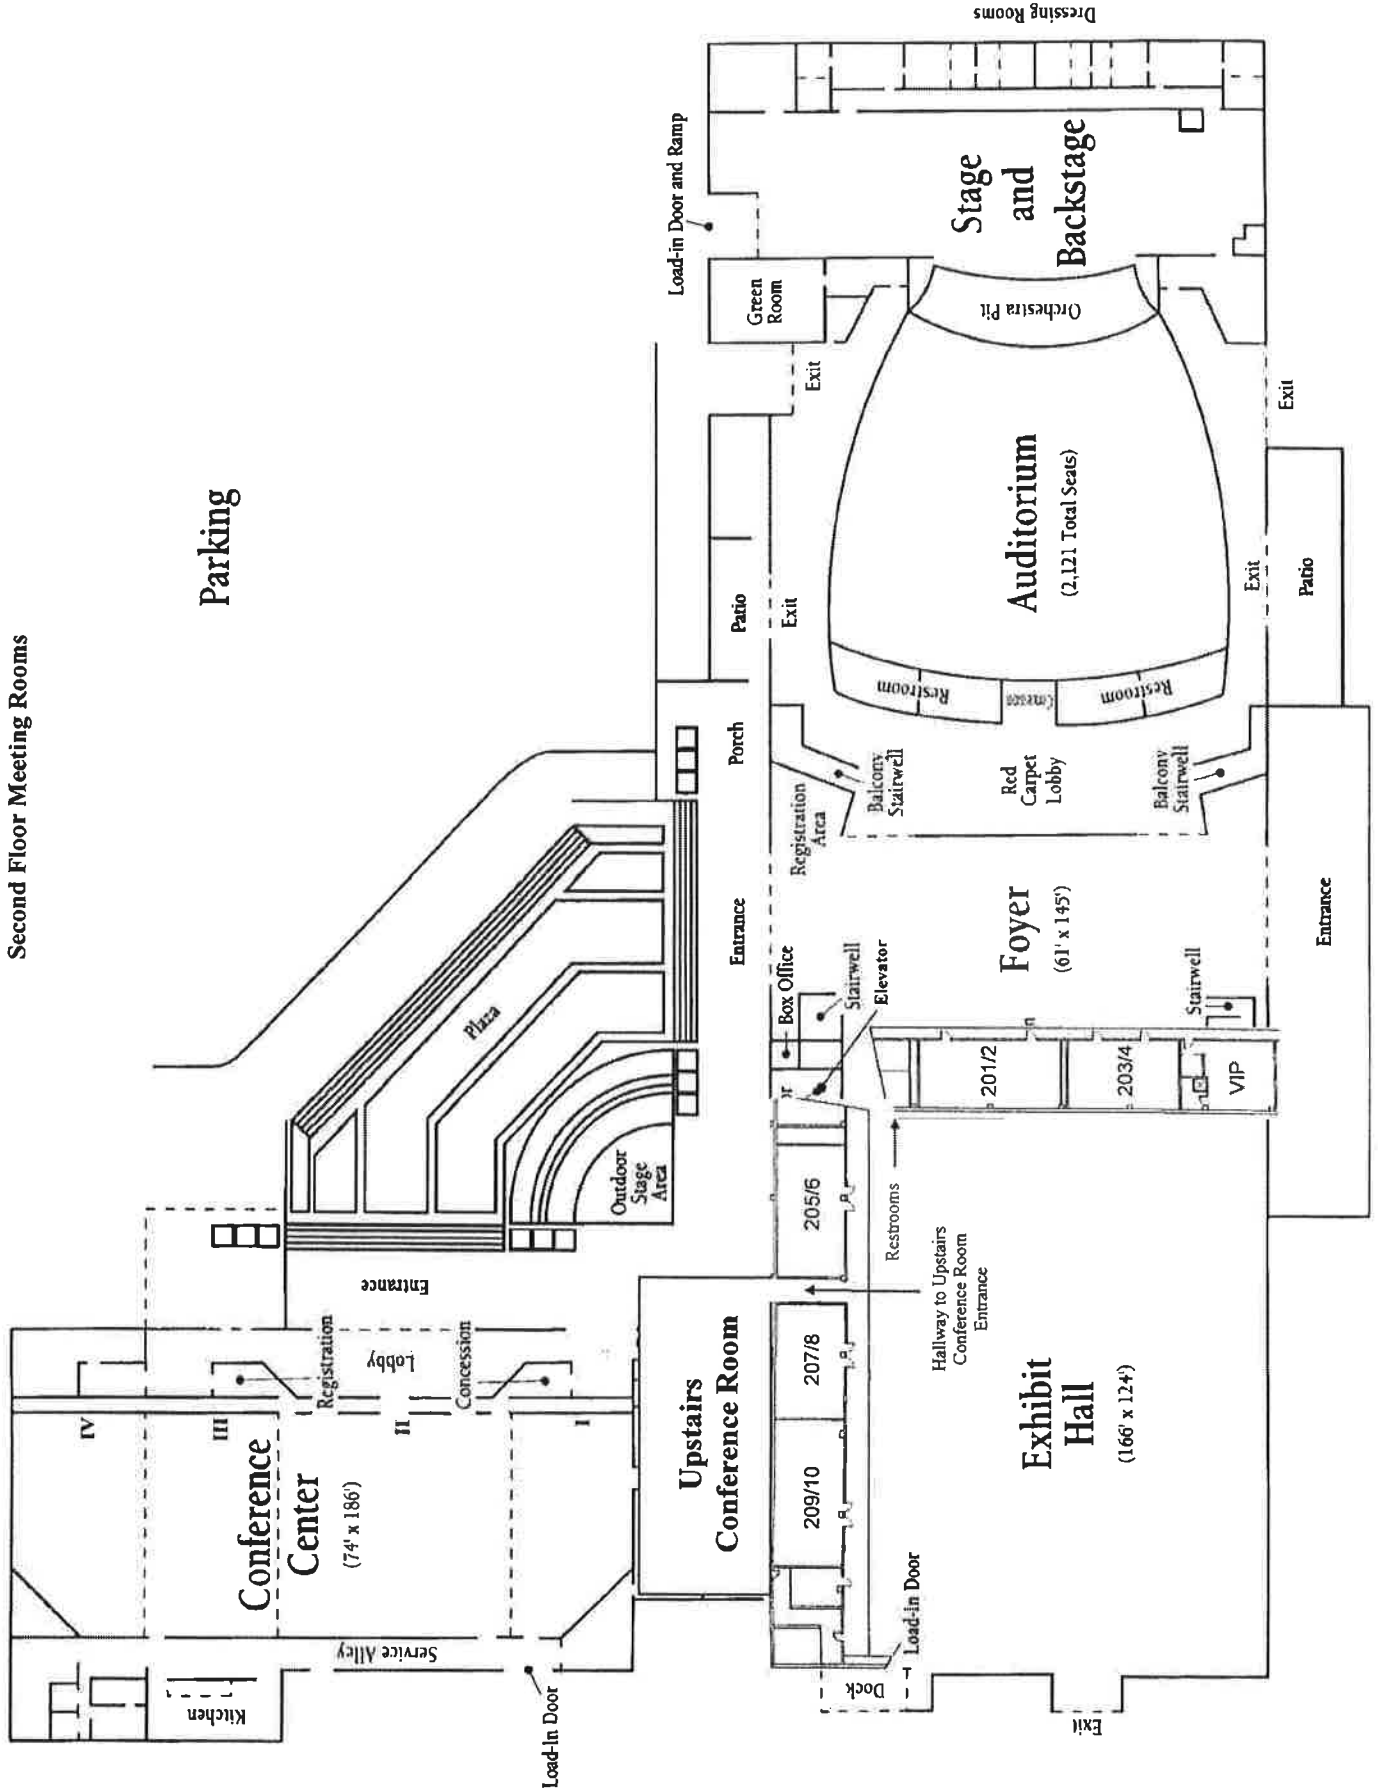 Second Floor Meeting Rooms
Parking
Dressing Rooms
Load-in Door and Ramp
Stage
and
Backstage
Green
Room
Orchestra Pit
Exit
Exit
Auditorium
(2,121 Total Seats)
Patio
Exit
Exit
Patio
Restroom
Restroom
Porch
Balcony
Stairwell
Red
Carpet
Lobby
Balcony
Stairwell
Registration
Area
Entrance
Foyer
(61' x 145')
Entrance
Plaza
Box Office
Stairwell
Elevator
Stairwell
201/2
203/4
VIP
Outdoor
Stage
Area
205/6
Restrooms
Entrance
Hallway to Upstairs
Conference Room
Entrance
Registration
Lobby
Concession
207/8
Upstairs
Conference Room
Exhibit
Hall
(166' x 124')
IV
III
II
I
Conference
Center
(74' x 186')
209/10
Load-in Door
Service Alley
Dock
Kitchen
Exit
Load-In Door